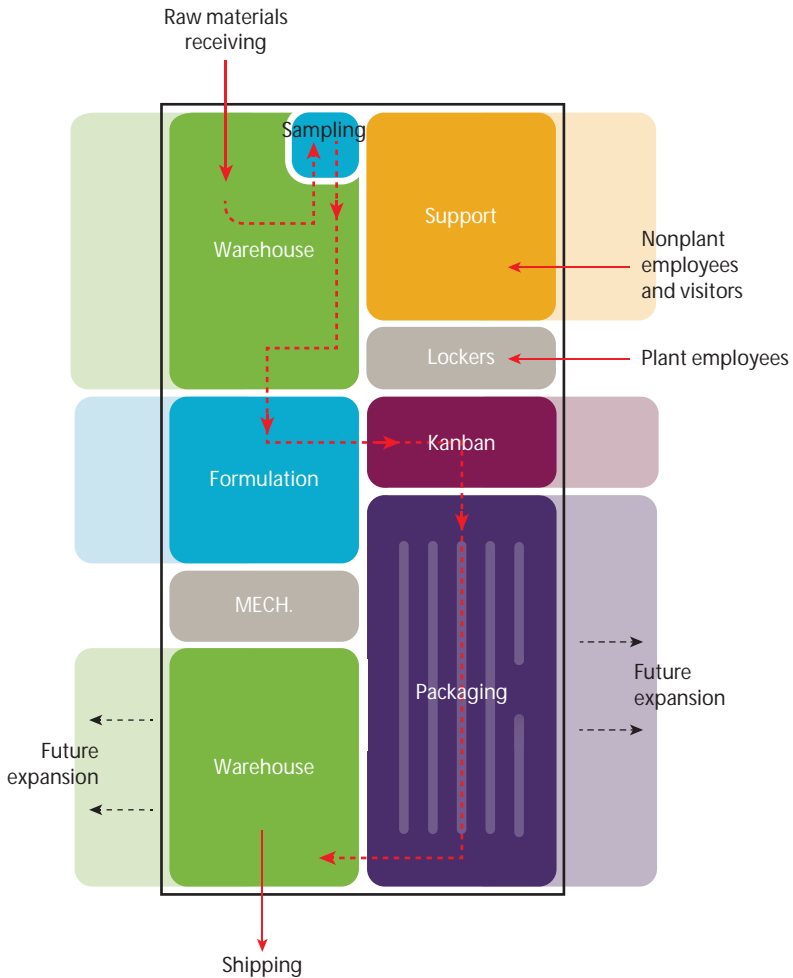 Raw materials
receiving
Sampling
Support
Warehouse
Nonplant
employees
and visitors
Lockers
Plant employees
Kanban
Formulation
MECH.
Packaging
Future
expansion
Future
expansion
Warehouse
Shipping